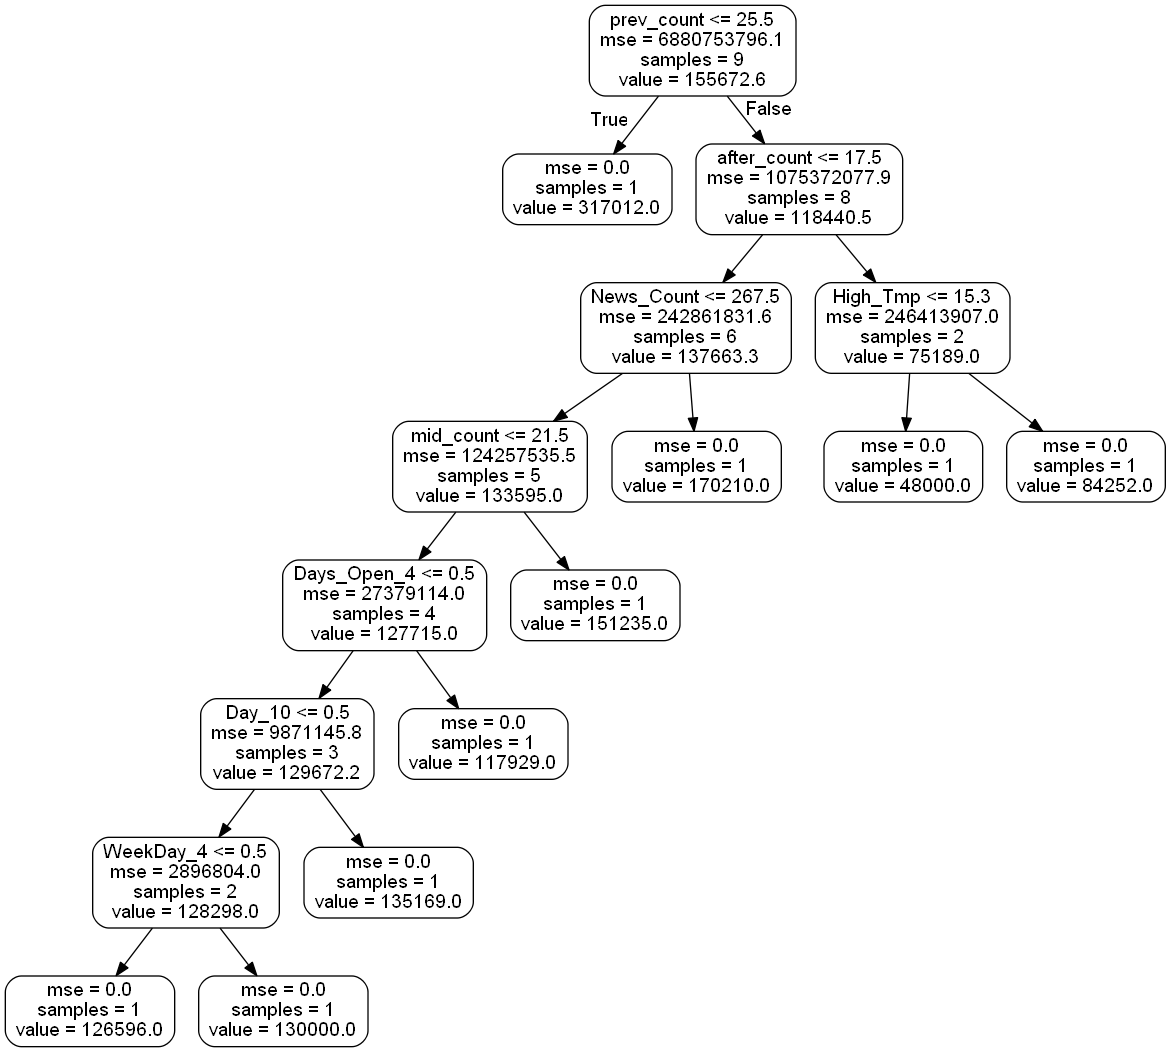 prev_count <= 25.5
mse = 6880753796.1
samples = 9
value = 155672.6
True
False
mse = 0.0
samples = 1
value = 317012.0
after_count <= 17.5
mse = 1075372077.9
samples = 8
value = 118440.5
News_Count <= 267.5
mse = 242861831.6
samples = 6
value = 137663.3
High_Tmp <= 15.3
mse = 246413907.0
samples = 2
value = 75189.0
mid_count <= 21.5
mse = 124257535.5
samples = 5
value = 133595.0
mse = 0.0
samples = 1
value = 170210.0
mse = 0.0
samples = 1
value = 48000.0
mse = 0.0
samples = 1
value = 84252.0
Days_Open_4 <= 0.5
mse = 27379114.0
samples = 4
value = 127715.0
mse = 0.0
samples = 1
value = 151235.0
Day_10 <= 0.5
mse = 9871145.8
samples = 3
value = 129672.2
mse = 0.0
samples = 1
value = 117929.0
WeekDay_4 <= 0.5
mse = 2896804.0
samples = 2
value = 128298.0
mse = 0.0
samples = 1
value = 135169.0
mse = 0.0
samples = 1
value = 126596.0
mse = 0.0
samples = 1
value = 130000.0